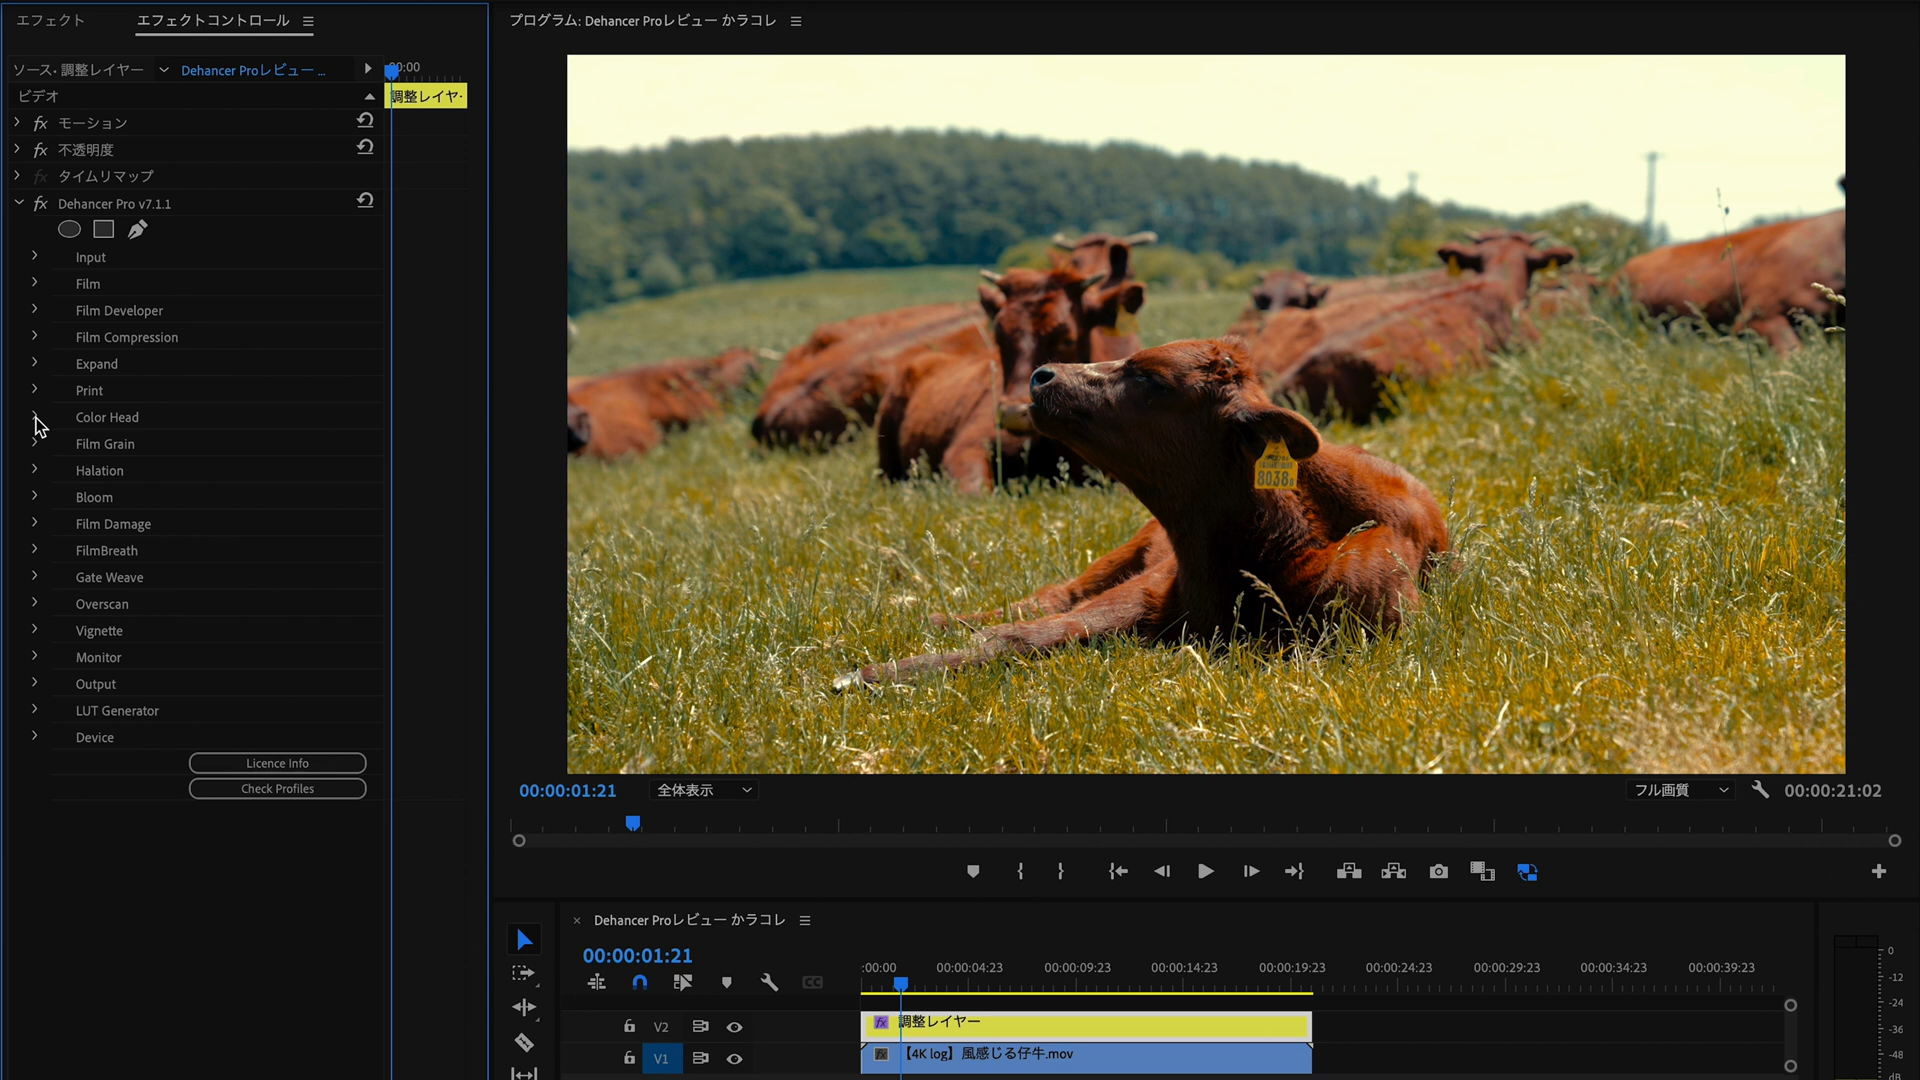 エフェクト
エフェクトコントロール
ソース・調整レイヤー
Dehancer Proレビュー ...
:00:00
ビデオ
調整レイヤー
fx モーション
fx 不透明度
fx タイムリマップ
fx Dehancer Pro v7.1.1
Input
Film
Film Developer
Film Compression
Expand
Print
Color Head
Film Grain
Halation
Bloom
Film Damage
FilmBreath
Gate Weave
Overscan
Vignette
Monitor
Output
LUT Generator
Device
Licence Info
Check Profiles
プログラム: Dehancer Proレビュー かラコレ
8038
00:00:01:21
全体表示
フル画質
00:00:21:02
Dehancer Proレビュー かラコレ
00:00:01:21
:00:00
00:00:04:23
00:00:09:23
00:00:14:23
00:00:19:23
00:00:24:23
00:00:29:23
00:00:34:23
00:00:39:23
V2
fx 調整レイヤー
V1
fx 【4K log】風感じる仔牛.mov
0
-12
-24
-36
-48
dB